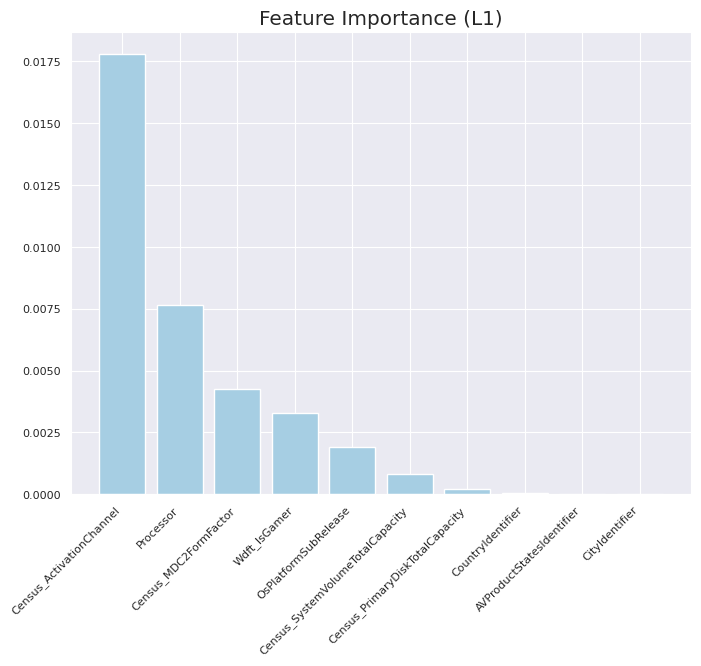 Feature Importance (L1)
0.0175
0.0150
0.0125
0.0100
0.0075
0.0050
0.0025
0.0000
Census_ActivationChannel
Processor
Census_MDC2FormFactor
Wdft_IsGamer
OsPlatformSubRelease
Census_SystemVolumeTotalCapacity
Census_PrimaryDiskTotalCapacity
CountryIdentifier
AVProductStatesIdentifier
CityIdentifier